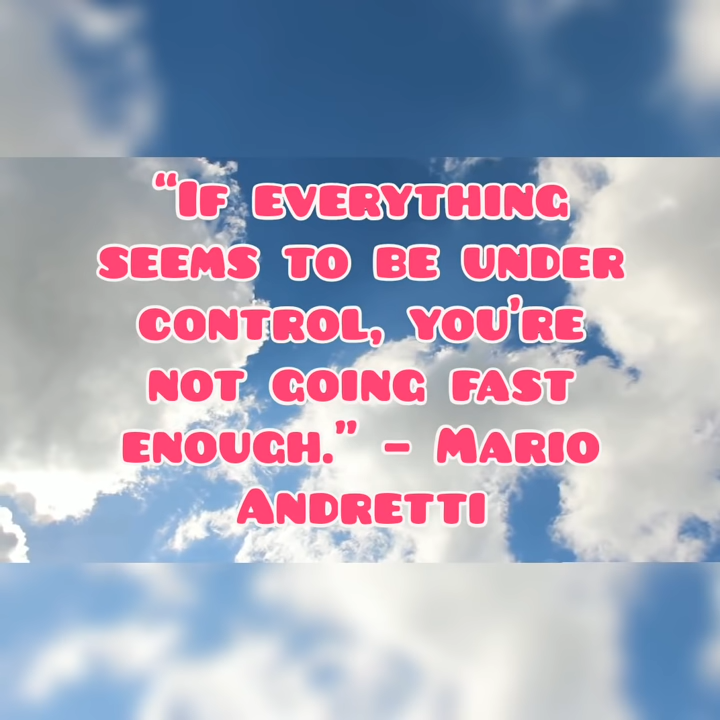 “If everything
seems to be under
control, you’re
not going fast
enough.” – Mario
Andretti